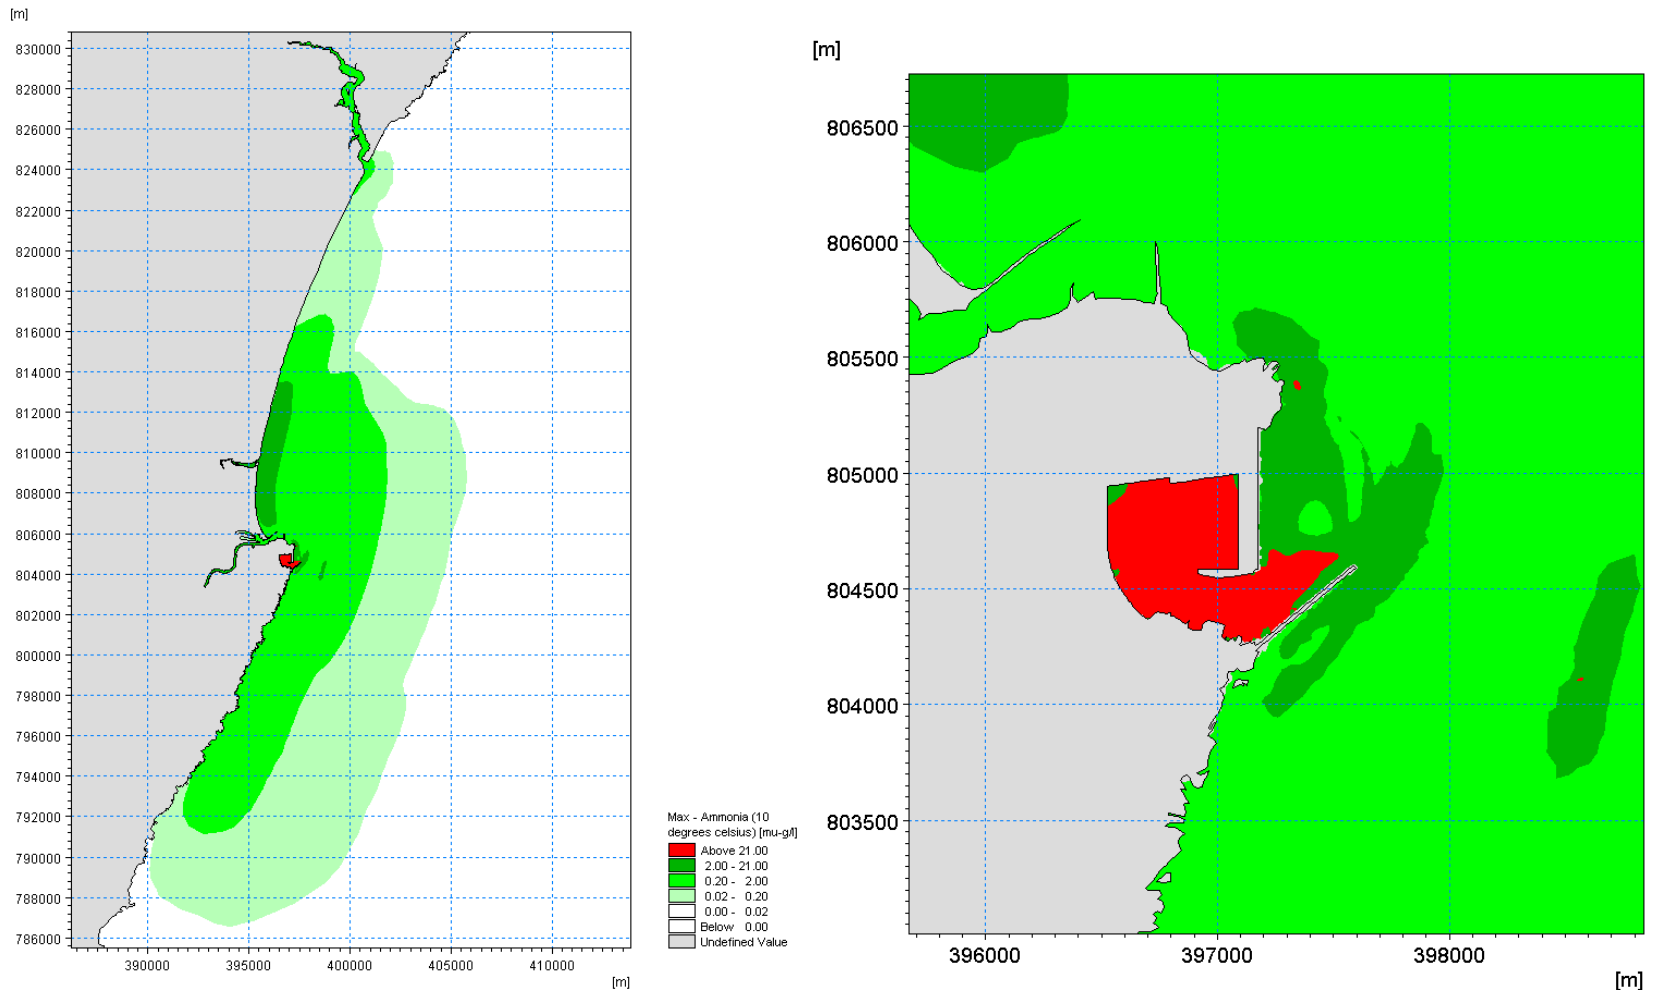 [m]
830000
828000
826000
824000
822000
820000
818000
816000
814000
812000
810000
808000
806000
804000
802000
800000
798000
796000
794000
792000
790000
788000
786000
390000 395000 400000 405000 410000
[m]
Max - Ammonia (10
degrees celsius) [mu-g/l]
Above 21.00
2.00 - 21.00
0.20 - 2.00
0.02 - 0.20
0.00 - 0.02
Below 0.00
Undefined Value
[m]
806500
806000
805500
805000
804500
804000
803500
396000 397000 398000
[m]